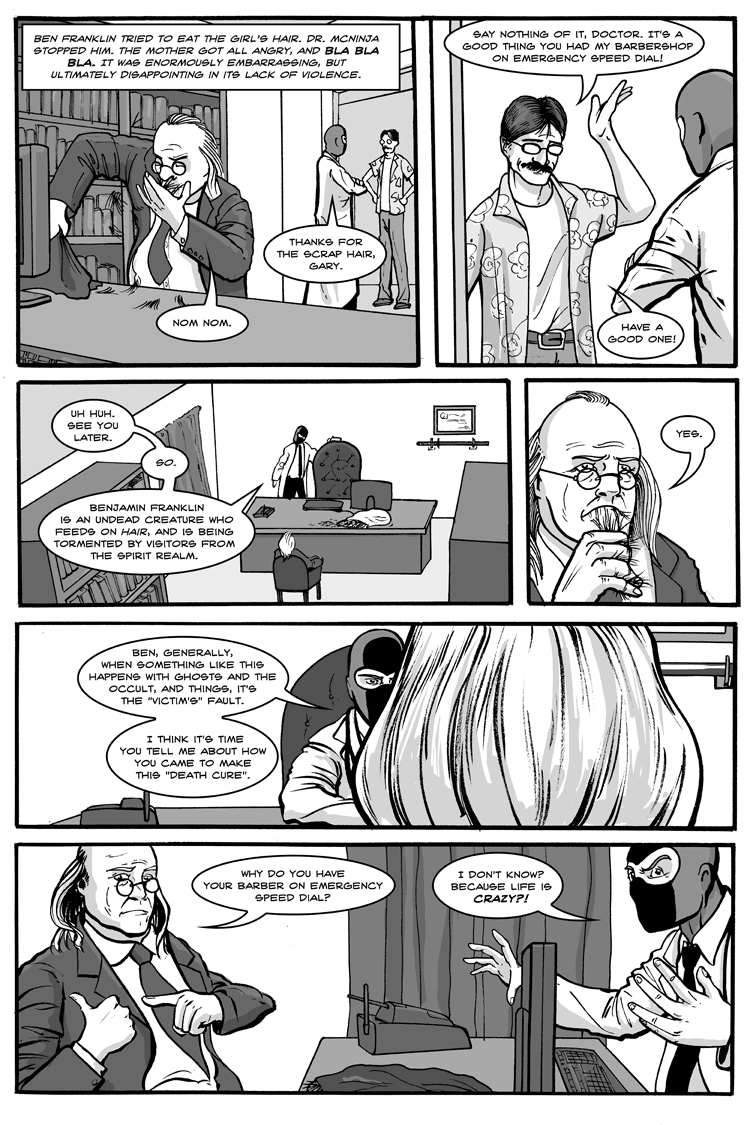 BEN FRANKLIN TRIED TO EAT THE GIRL'S HAIR. DR. MCNINJA
STOPPED HIM. THE MOTHER GOT ALL ANGRY, AND BLA BLA
BLA. IT WAS ENORMOUSLY EMBARRASSING, BUT
ULTIMATELY DISAPPOINTING IN ITS LACK OF VIOLENCE.
THANKS FOR
THE SCRAP HAIR,
GARY.
NOM NOM.
SAY NOTHING OF IT, DOCTOR. IT'S A
GOOD THING YOU HAD MY BARBERSHOP
ON EMERGENCY SPEED DIAL!
HAVE A
GOOD ONE!
UH HUH.
SEE YOU
LATER.
SO.
BENJAMIN FRANKLIN
IS AN UNDEAD CREATURE WHO
FEEDS ON HAIR, AND IS BEING
TORMENTED BY VISITORS FROM
THE SPIRIT REALM.
YES.
BEN, GENERALLY,
WHEN SOMETHING LIKE THIS
HAPPENS WITH GHOSTS AND THE
OCCULT, AND THINGS, IT'S
THE "VICTIM'S" FAULT.
I THINK IT'S TIME
YOU TELL ME ABOUT HOW
YOU CAME TO MAKE
THIS "DEATH CURE".
WHY DO YOU HAVE
YOUR BARBER ON EMERGENCY
SPEED DIAL?
I DON'T KNOW?
BECAUSE LIFE IS
CRAZY?!